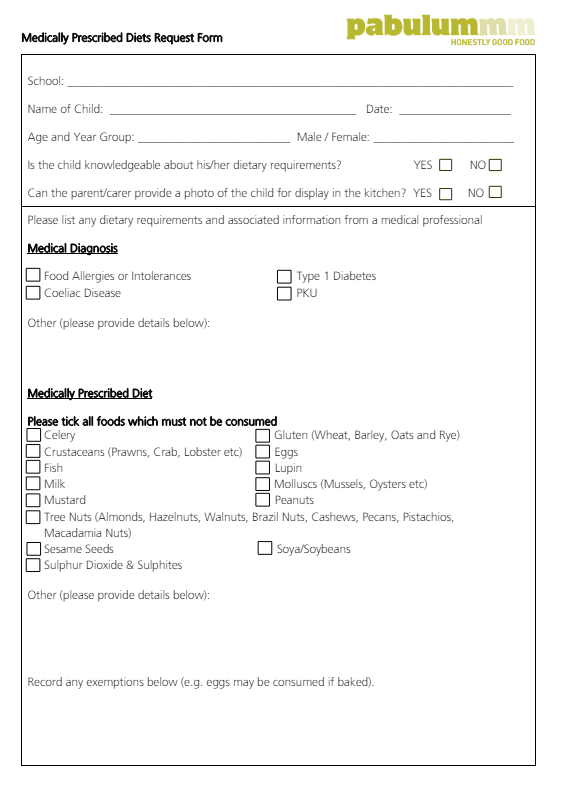 pabulummm
HONESTLY GOOD FOOD
Medically Prescribed Diets Request Form
School: ______________________________
Name of Child: ______________________________ Date: ______________
Age and Year Group: ____________________ Male / Female: ____________________
Is the child knowledgeable about his/her dietary requirements? YES NO
Can the parent/carer provide a photo of the child for display in the kitchen? YES NO
Please list any dietary requirements and associated information from a medical professional
Medical Diagnosis
Food Allergies or Intolerances Type 1 Diabetes
Coeliac Disease PKU
Other (please provide details below):
Medically Prescribed Diet
Please tick all foods which must not be consumed
Celery Gluten (Wheat, Barley, Oats and Rye)
Crustaceans (Prawns, Crab, Lobster etc) Eggs
Fish Lupin
Milk Molluscs (Mussels, Oysters etc)
Mustard Peanuts
Tree Nuts (Almonds, Hazelnuts, Walnuts, Brazil Nuts, Cashews, Pecans, Pistachios,
Macadamia Nuts)
Sesame Seeds Soya/Soybeans
Sulphur Dioxide & Sulphites
Other (please provide details below):
Record any exemptions below (e.g. eggs may be consumed if baked).